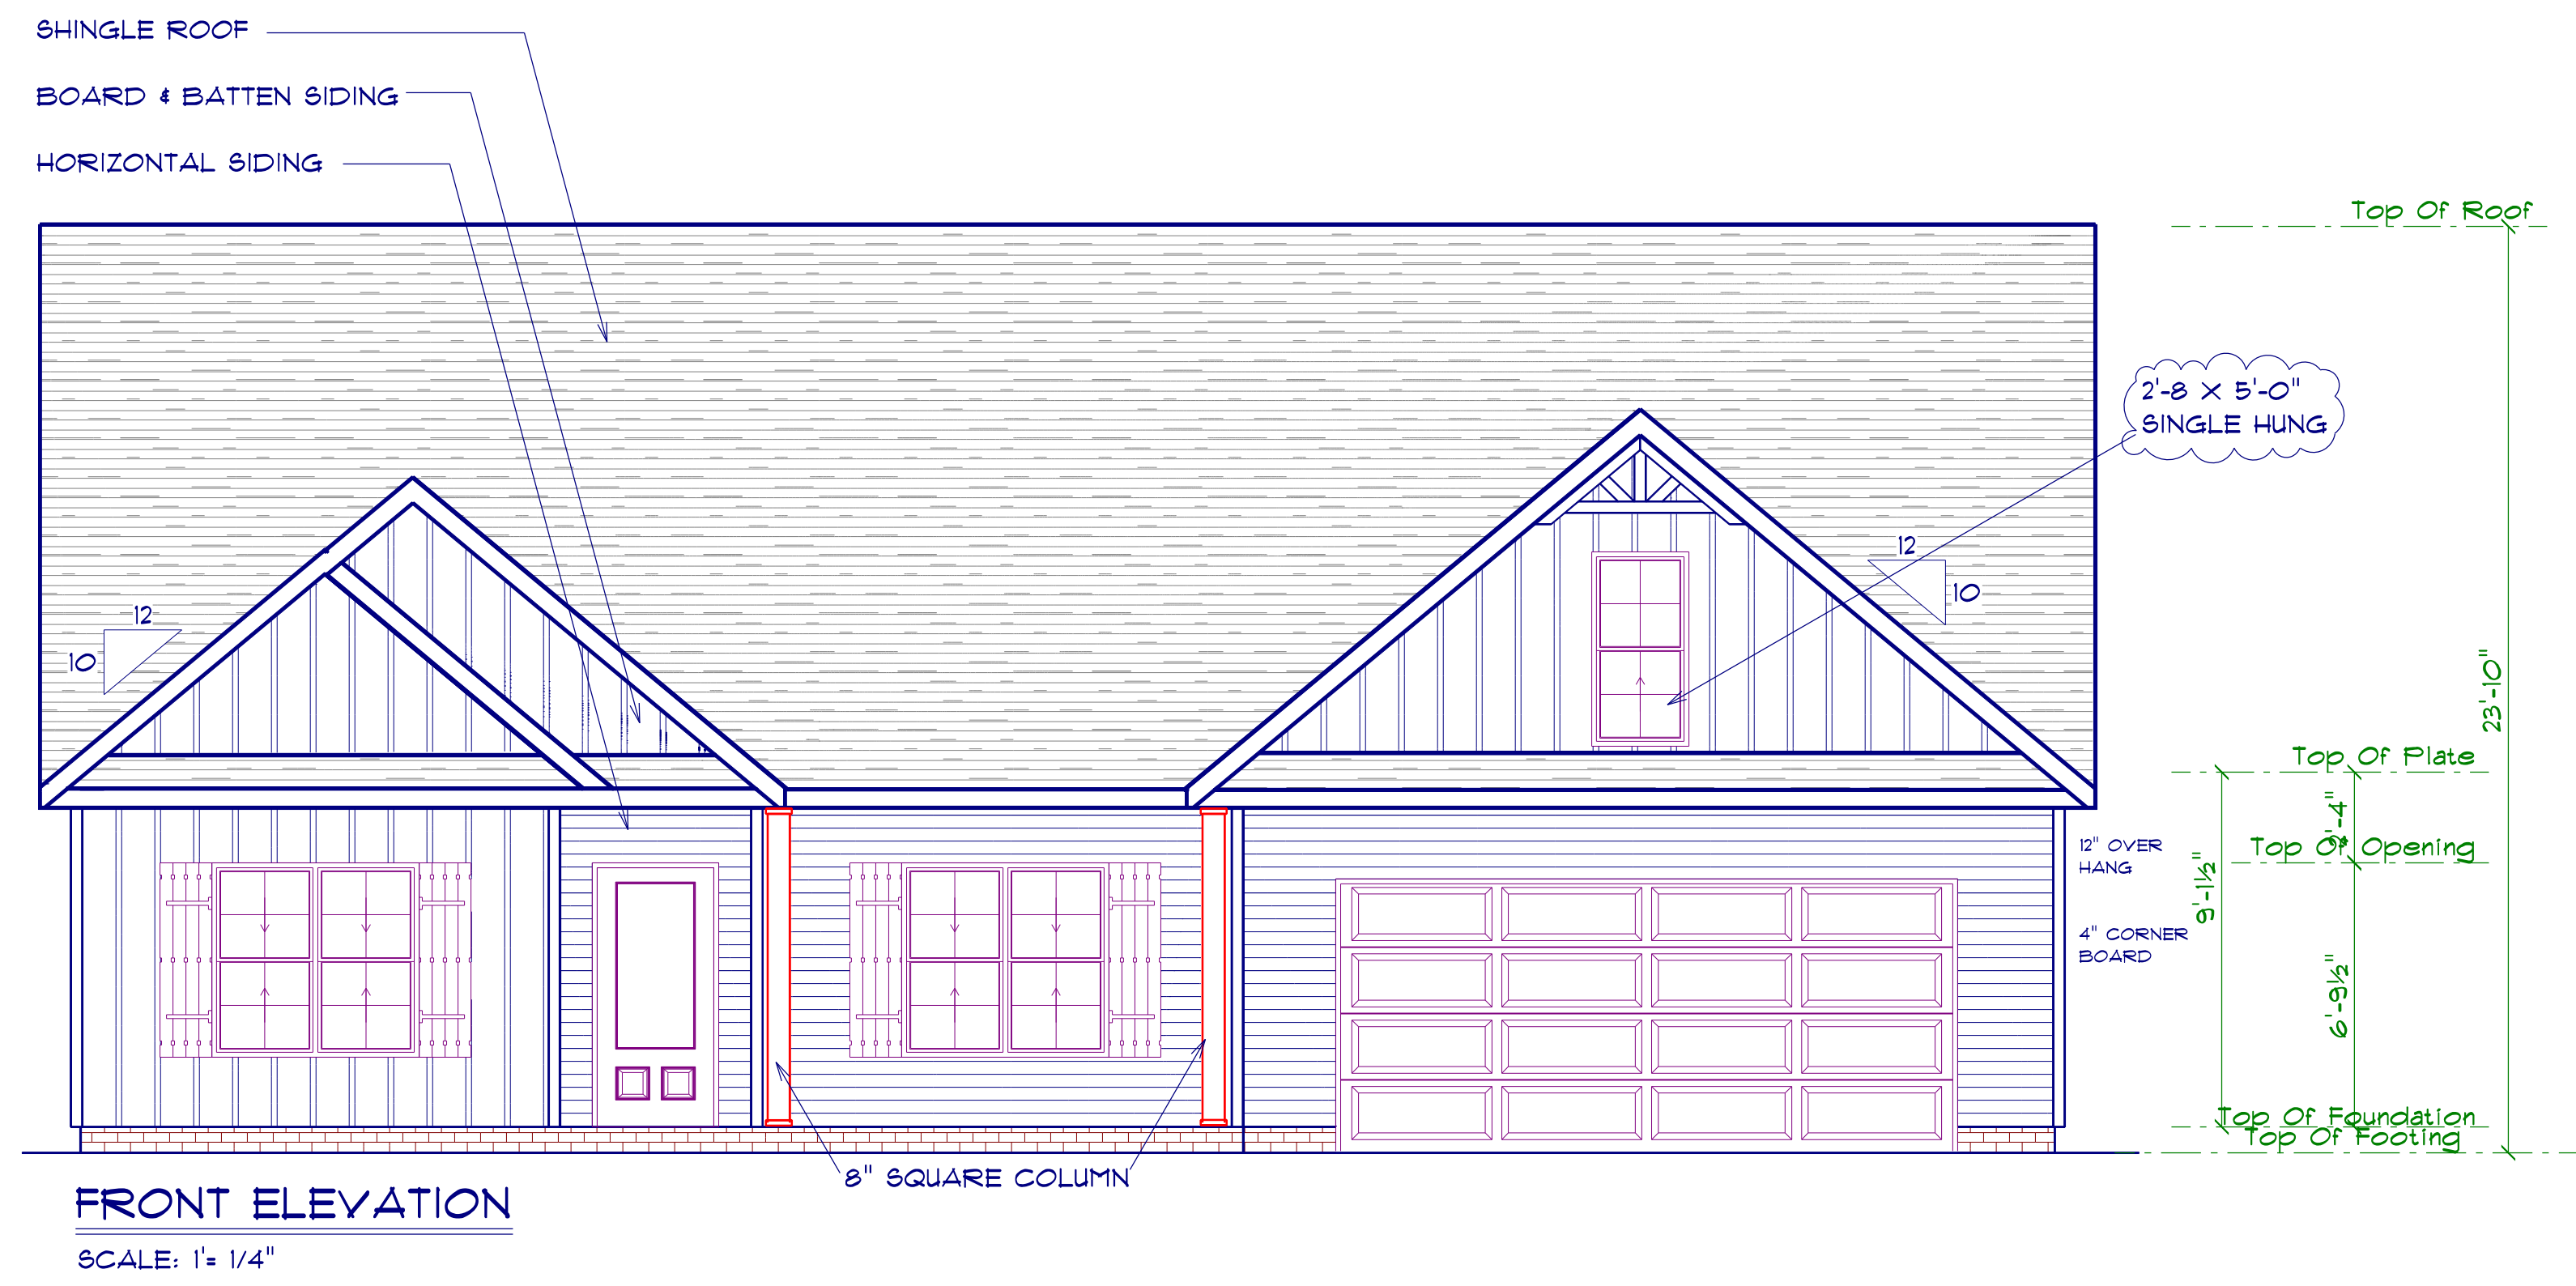 SHINGLE ROOF
BOARD & BATTEN SIDING
HORIZONTAL SIDING
Top Of Roof
2'-8 X 5'-0"
SINGLE HUNG
12
10
12
10
23'-10"
Top Of Plate
2'-4"
12" OVER
HANG
Top Of Opening
9'-1½"
4" CORNER
BOARD
6'-9½"
Top Of Foundation
Top Of Footing
8" SQUARE COLUMN
FRONT ELEVATION
SCALE: 1'= 1/4"